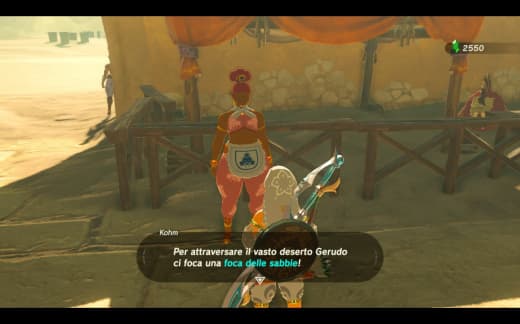 2550
Kohm
Per attraversare il vasto deserto Gerudo
ci foca una foca delle sabbie!